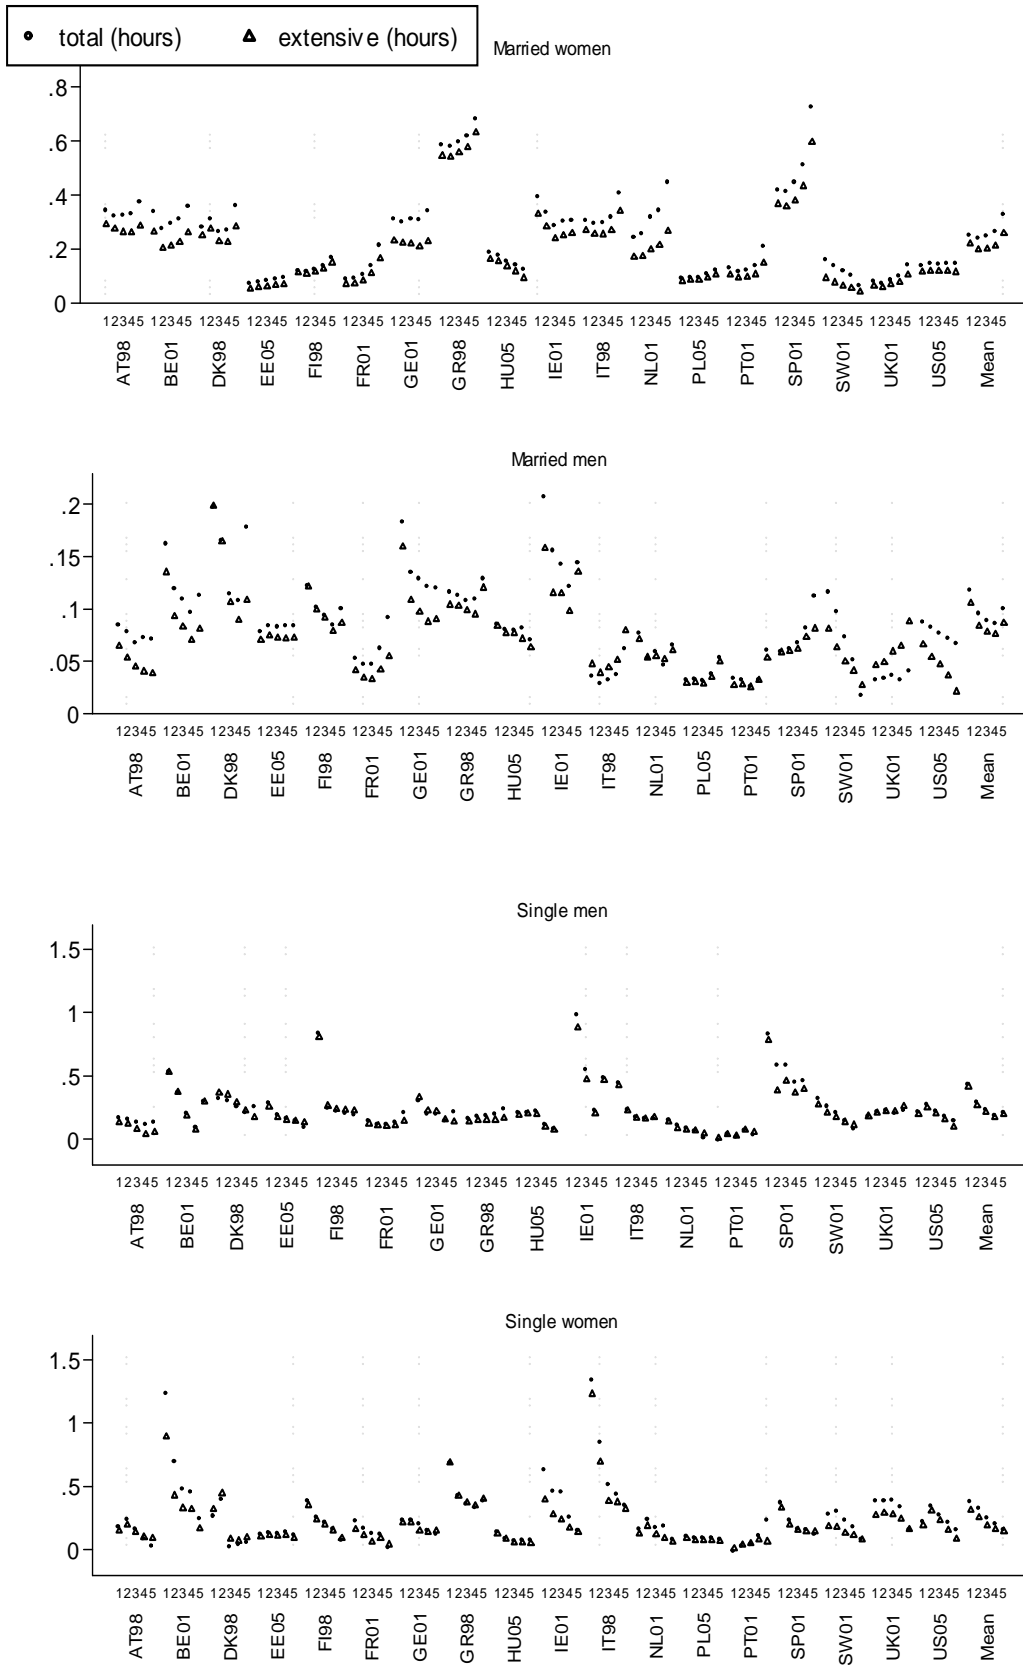 total (hours) extensive (hours)
Married women
.8
.6
.4
.2
0
12345 12345 12345 12345 12345 12345 12345 12345 12345 12345 12345 12345 12345 12345 12345 12345 12345 12345 12345
AT98 BE01 DK98 EE05 FI98 FR01 GE01 GR98 HU05 IE01 IT98 NL01 PL05 PT01 SP01 SW01 UK01 US05 Mean
Married men
.2
.15
.1
.05
0
12345 12345 12345 12345 12345 12345 12345 12345 12345 12345 12345 12345 12345 12345 12345 12345 12345 12345 12345
AT98 BE01 DK98 EE05 FI98 FR01 GE01 GR98 HU05 IE01 IT98 NL01 PL05 PT01 SP01 SW01 UK01 US05 Mean
Single men
1.5
1
.5
0
12345 12345 12345 12345 12345 12345 12345 12345 12345 12345 12345 12345 12345 12345 12345 12345 12345 12345
AT98 BE01 DK98 EE05 FI98 FR01 GE01 GR98 HU05 IE01 IT98 NL01 PT01 SP01 SW01 UK01 US05 Mean
Single women
1.5
1
.5
0
12345 12345 12345 12345 12345 12345 12345 12345 12345 12345 12345 12345 12345 12345 12345 12345 12345 12345 12345
AT98 BE01 DK98 EE05 FI98 FR01 GE01 GR98 HU05 IE01 IT98 NL01 PL05 PT01 SP01 SW01 UK01 US05 Mean